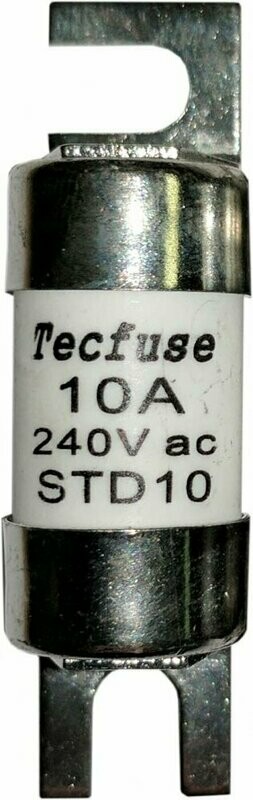 Tecfuse
10A
240V ac
STD10